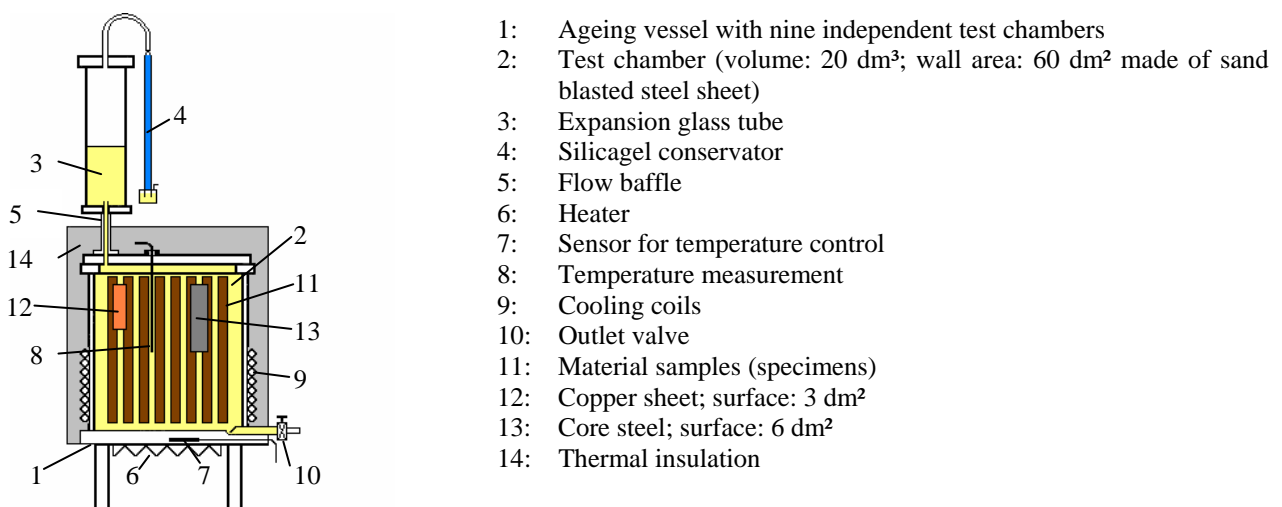 4
3
5
14
2
11
12
13
8
9
1
6
7
10
1: Ageing vessel with nine independent test chambers
2: Test chamber (volume: 20 dm³; wall area: 60 dm² made of sand
blasted steel sheet)
3: Expansion glass tube
4: Silicagel conservator
5: Flow baffle
6: Heater
7: Sensor for temperature control
8: Temperature measurement
9: Cooling coils
10: Outlet valve
11: Material samples (specimens)
12: Copper sheet; surface: 3 dm²
13: Core steel; surface: 6 dm²
14: Thermal insulation